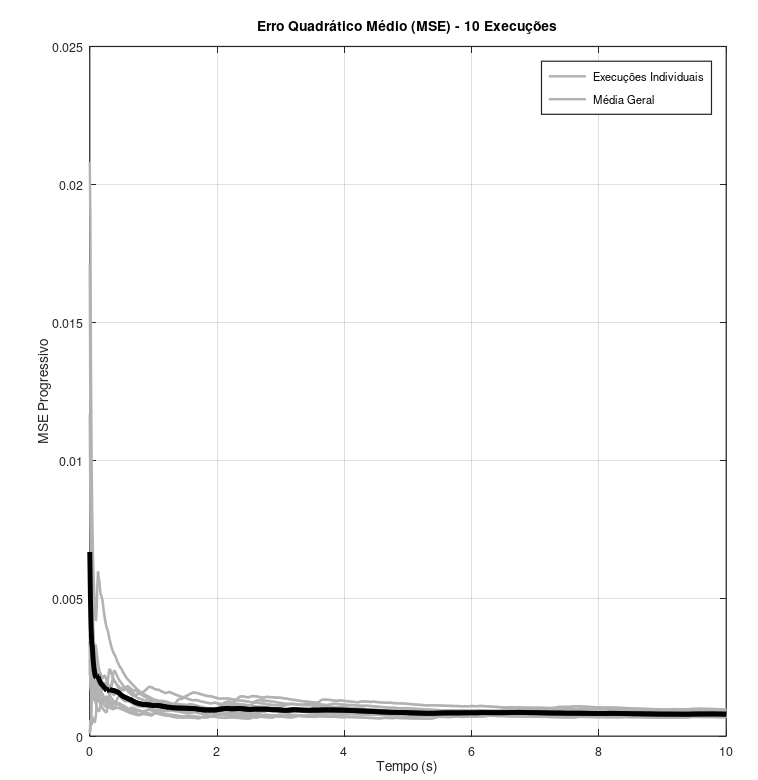 Erro Quadrático Médio (MSE) - 10 Execuções
0.025
0.02
0.015
0.01
0.005
0
MSE Progressivo
Execuções Individuais
Média Geral
0 2 4 6 8 10
Tempo (s)